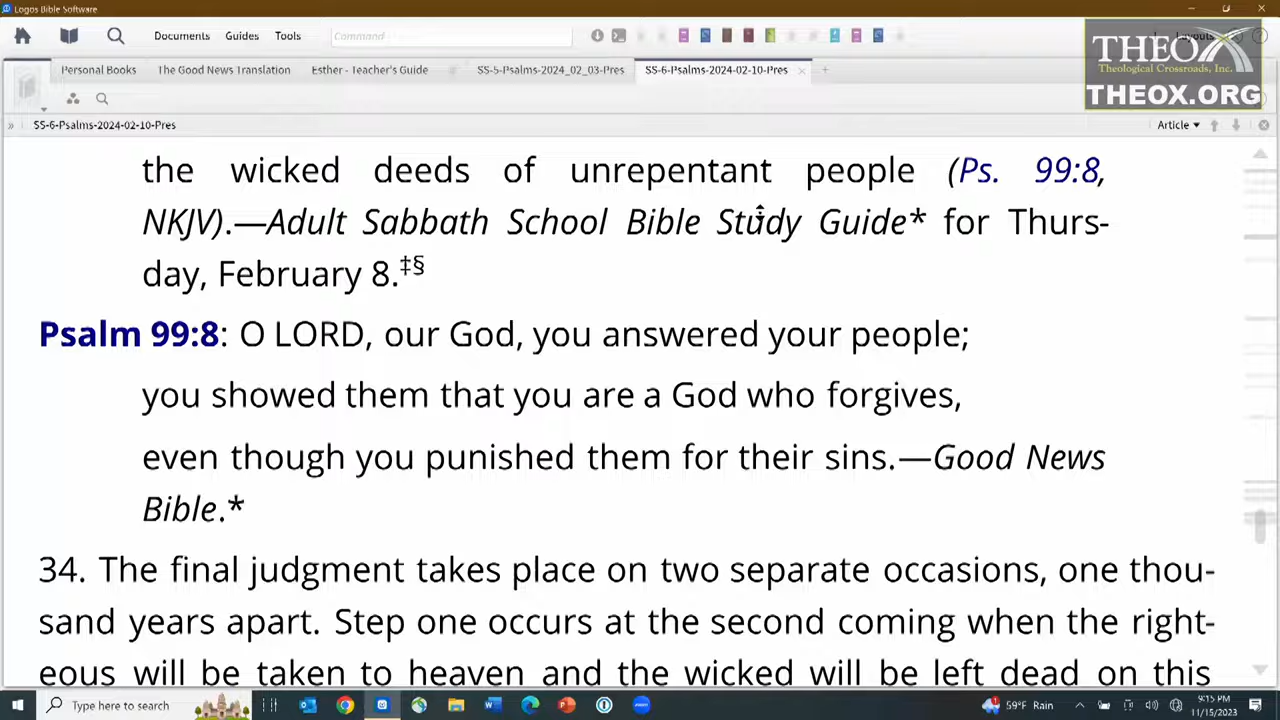 Logos Bible Software
Documents Guides Tools Command
THEOX
Theological Crossroads, Inc.
THEOX.ORG
Personal Books The Good News Translation Esther - Teacher's Guid SS-6-Psalms-2024-02-10-Pres
SS-6-Psalms-2024-02-10-Pres Article
the wicked deeds of unrepentant people (Ps. 99:8,
NKJV).—Adult Sabbath School Bible Study Guide* for Thurs-
day, February 8.‡§
Psalm 99:8: O LORD, our God, you answered your people;
you showed them that you are a God who forgives,
even though you punished them for their sins.—Good News
Bible.*
34. The final judgment takes place on two separate occasions, one thou-
sand years apart. Step one occurs at the second coming when the right-
eous will be taken to heaven and the wicked will be left dead on this
Type here to search
59°F Rain
9:15 PM
11/15/2023